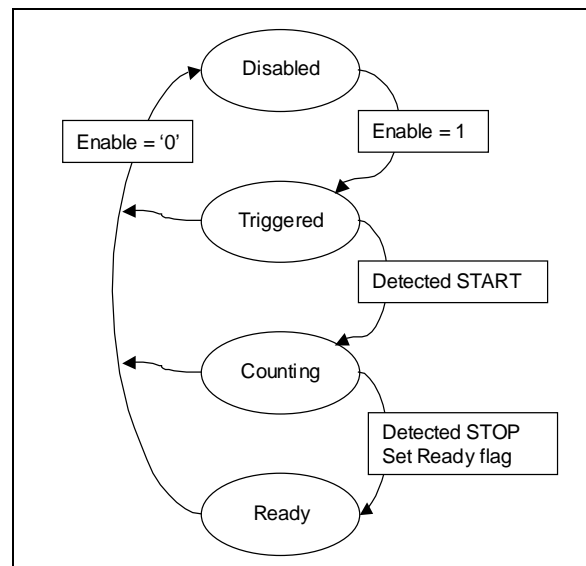 Disabled
Enable = ‘0’
Enable = 1
Triggered
Detected START
Counting
Detected STOP
Set Ready flag
Ready